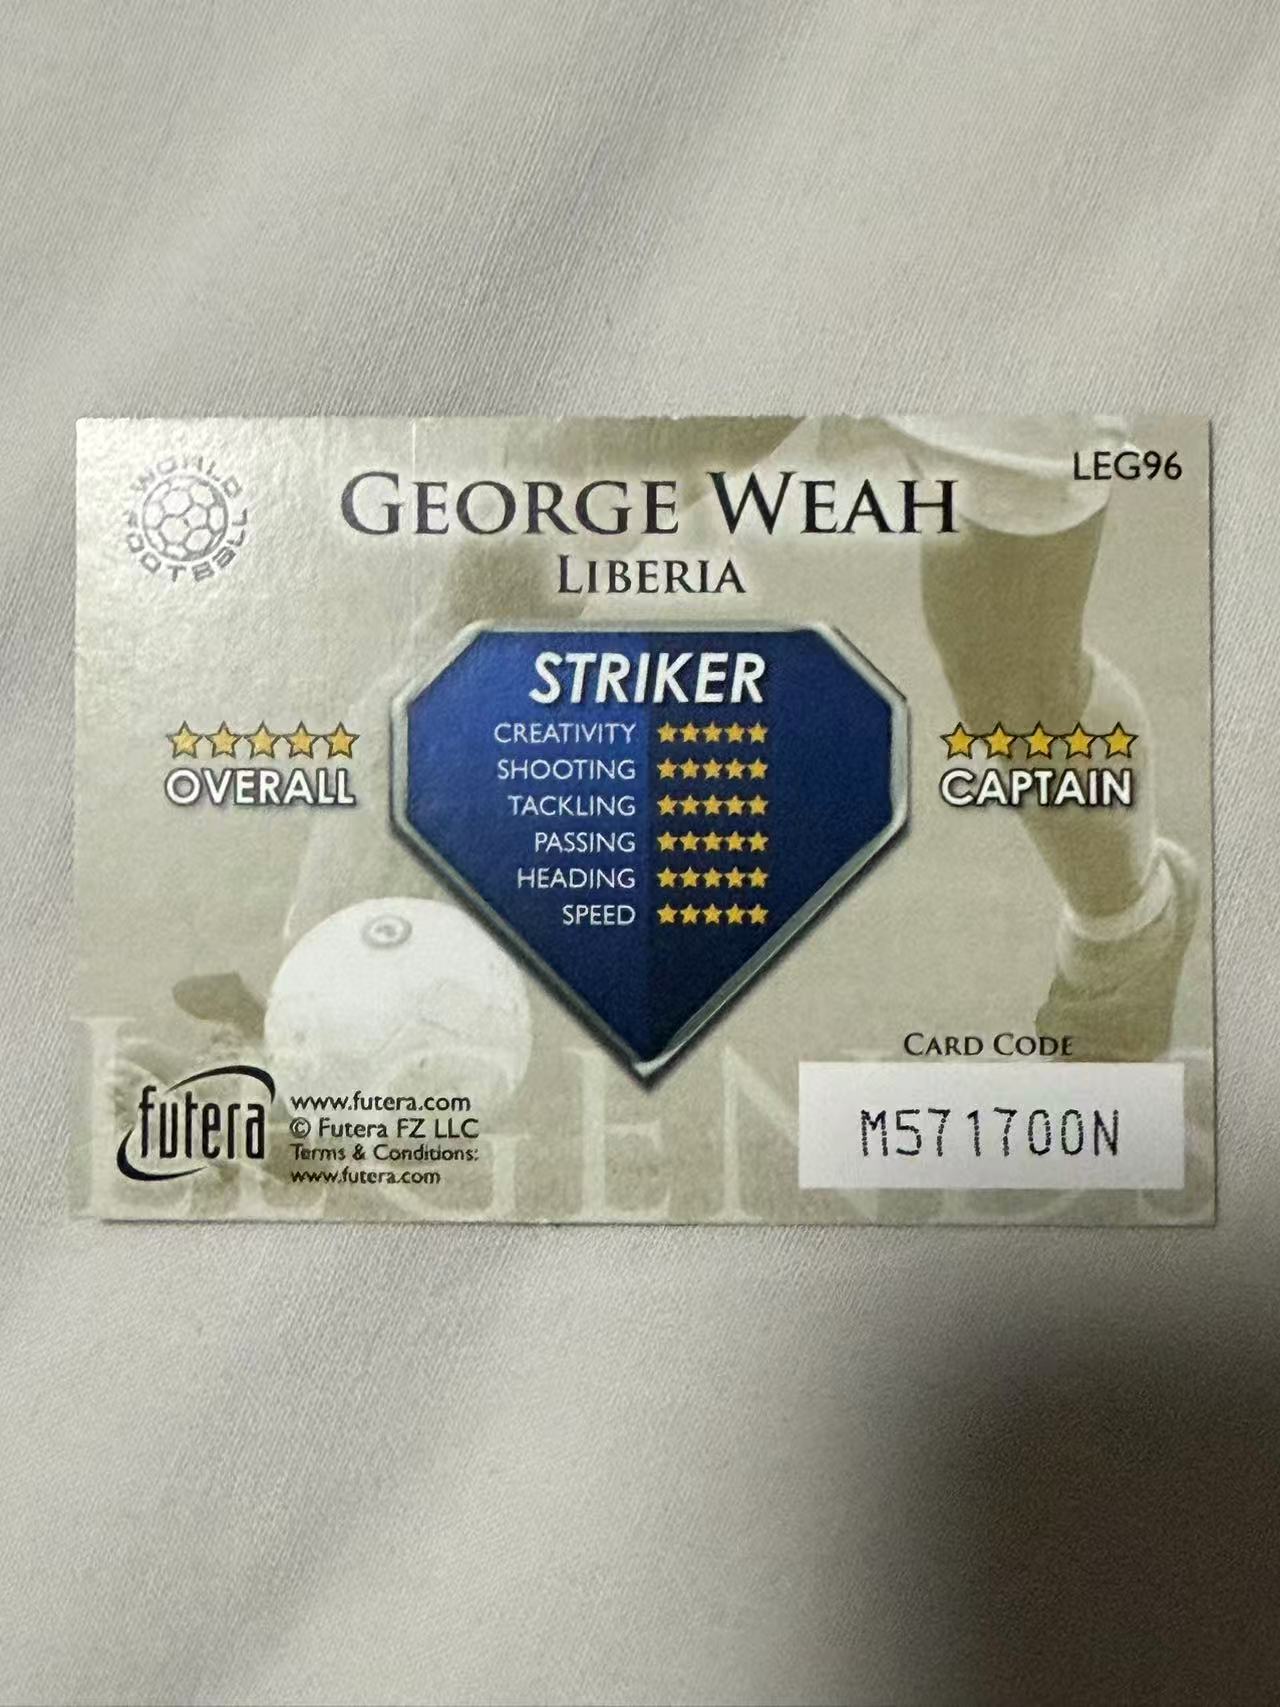 WORLD FOOTBALL
LEG96
GEORGE WEAH
LIBERIA
STRIKER
CREATIVITY
SHOOTING
TACKLING
PASSING
HEADING
SPEED
OVERALL
CAPTAIN
CARD CODE
M571700N
futera
www.futera.com
© Futera FZ LLC
Terms & Conditions:
www.futera.com
LEGENDS